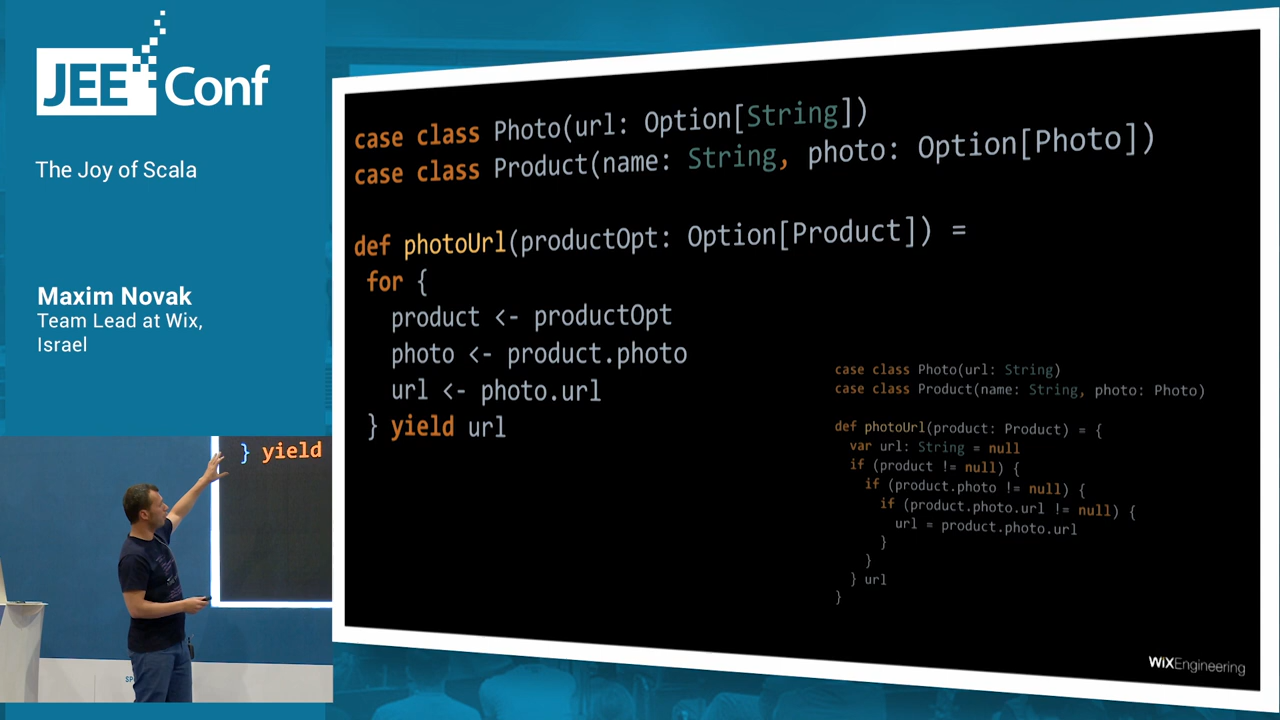 JEEConf
The Joy of Scala
Maxim Novak
Team Lead at Wix,
Israel
} yield
case class Photo(url: Option[String])
case class Product(name: String, photo: Option[Photo])
def photoUrl(productOpt: Option[Product]) =
for {
product <- productOpt
photo <- product.photo
url <- photo.url
} yield url
case class Photo(url: String)
case class Product(name: String, photo: Photo)
def photoUrl(product: Product) = {
var url: String = null
if (product != null) {
if (product.photo != null) {
if (product.photo.url != null) {
url = product.photo.url
}
}
} url
}
WiXEngineering